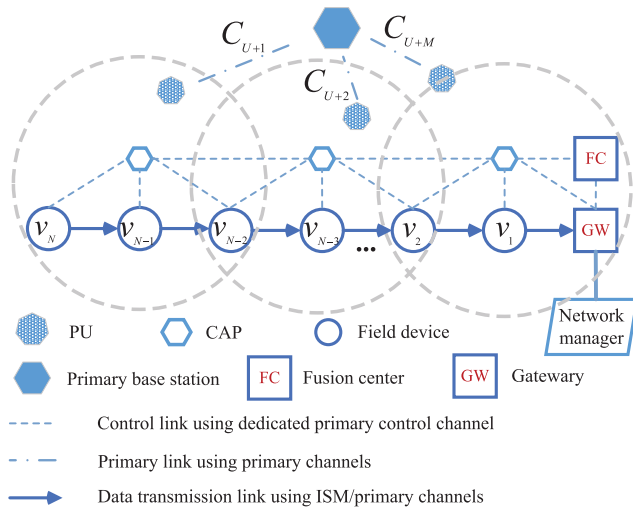 C_{U+1}
C_{U+M}
C_{U+2}
FC
v_N
v_{N-1}
v_{N-2}
v_{N-3}
...
v_2
v_1
GW
Network
manager
PU
CAP
Field device
Primary base station
FC
Fusion center
GW
Gatewary
Control link using dedicated primary control channel
Primary link using primary channels
Data transmission link using ISM/primary channels